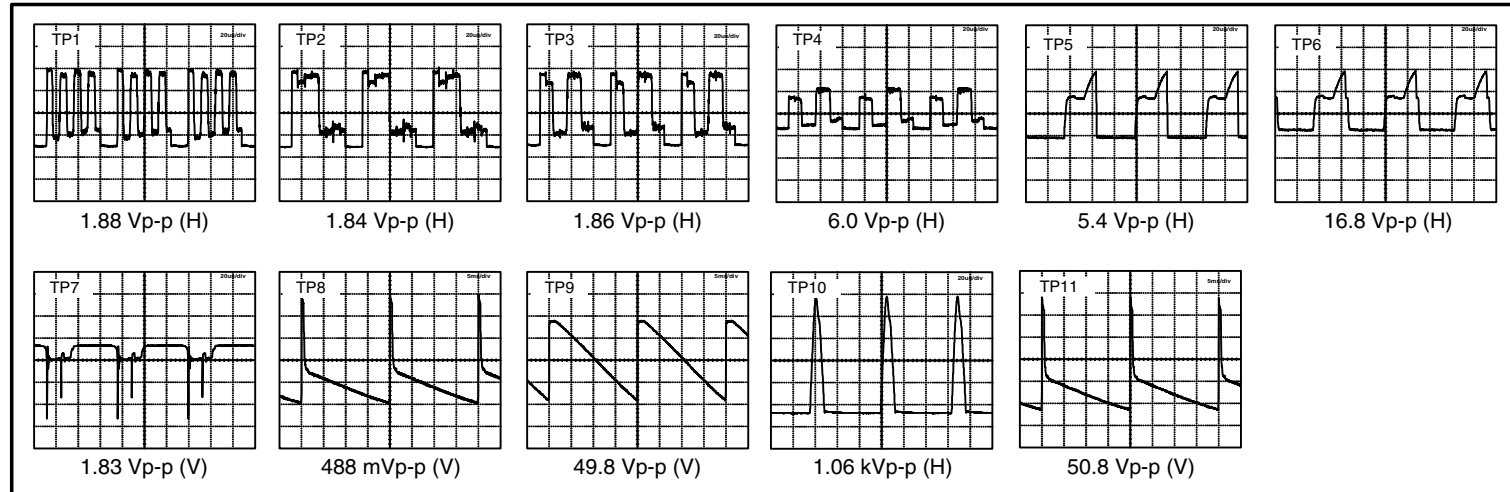 TP1
20us/div
1.88 Vp-p (H)
TP2
20us/div
1.84 Vp-p (H)
TP3
20us/div
1.86 Vp-p (H)
TP4
20us/div
6.0 Vp-p (H)
TP5
20us/div
5.4 Vp-p (H)
TP6
20us/div
16.8 Vp-p (H)
TP7
20us/div
1.83 Vp-p (V)
TP8
5ms/div
488 mVp-p (V)
TP9
5ms/div
49.8 Vp-p (V)
TP10
20us/div
1.06 kVp-p (H)
TP11
5ms/div
50.8 Vp-p (V)